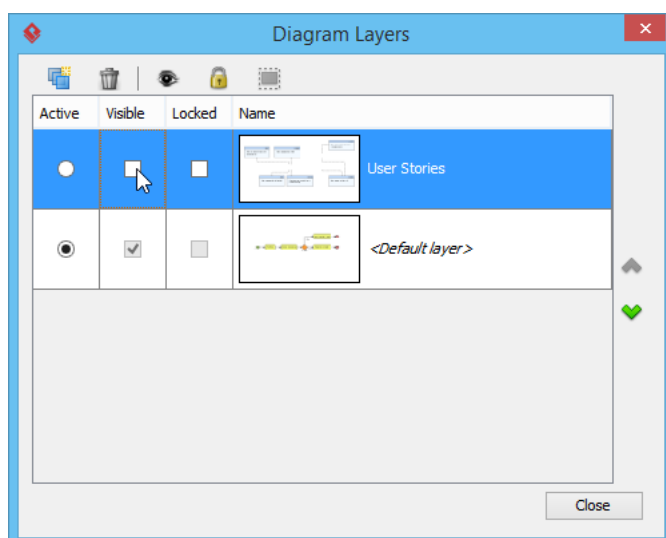 Diagram Layers
Active Visible Locked Name
User Stories
<Default layer>
Close